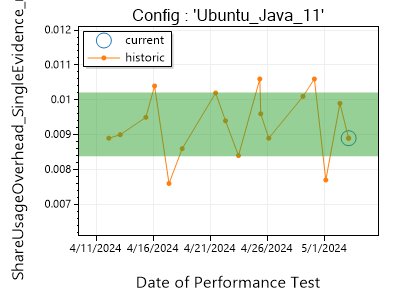 Config : 'Ubuntu_Java_11'
ShareUsageOverhead_SingleEvidence_
current
historic
0.012
0.011
0.01
0.009
0.008
0.007
4/11/2024
4/16/2024
4/21/2024
4/26/2024
5/1/2024
Date of Performance Test